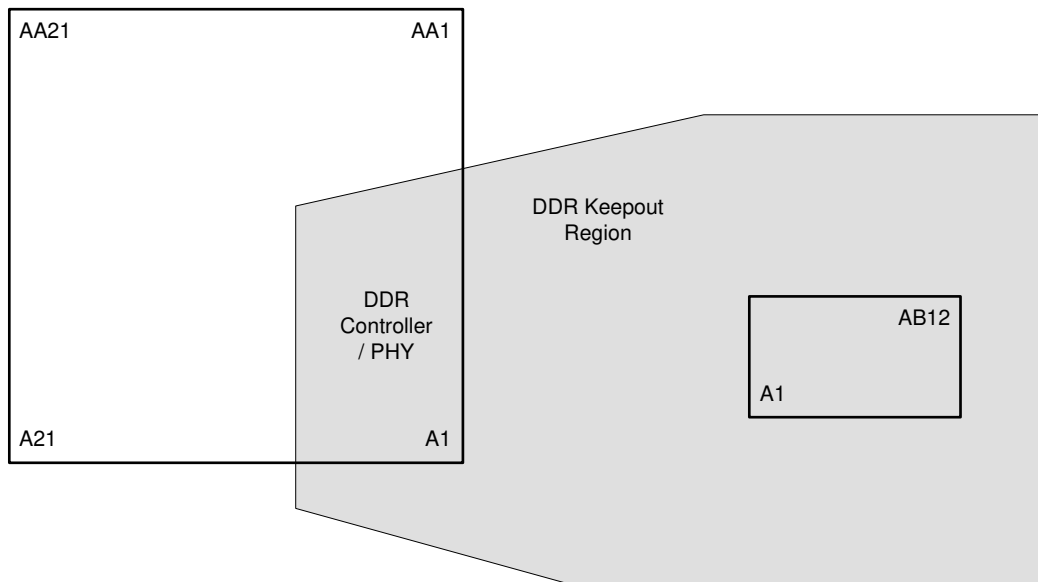 AA21
AA1
DDR Keepout
Region
DDR
Controller
/ PHY
AB12
A1
A21
A1